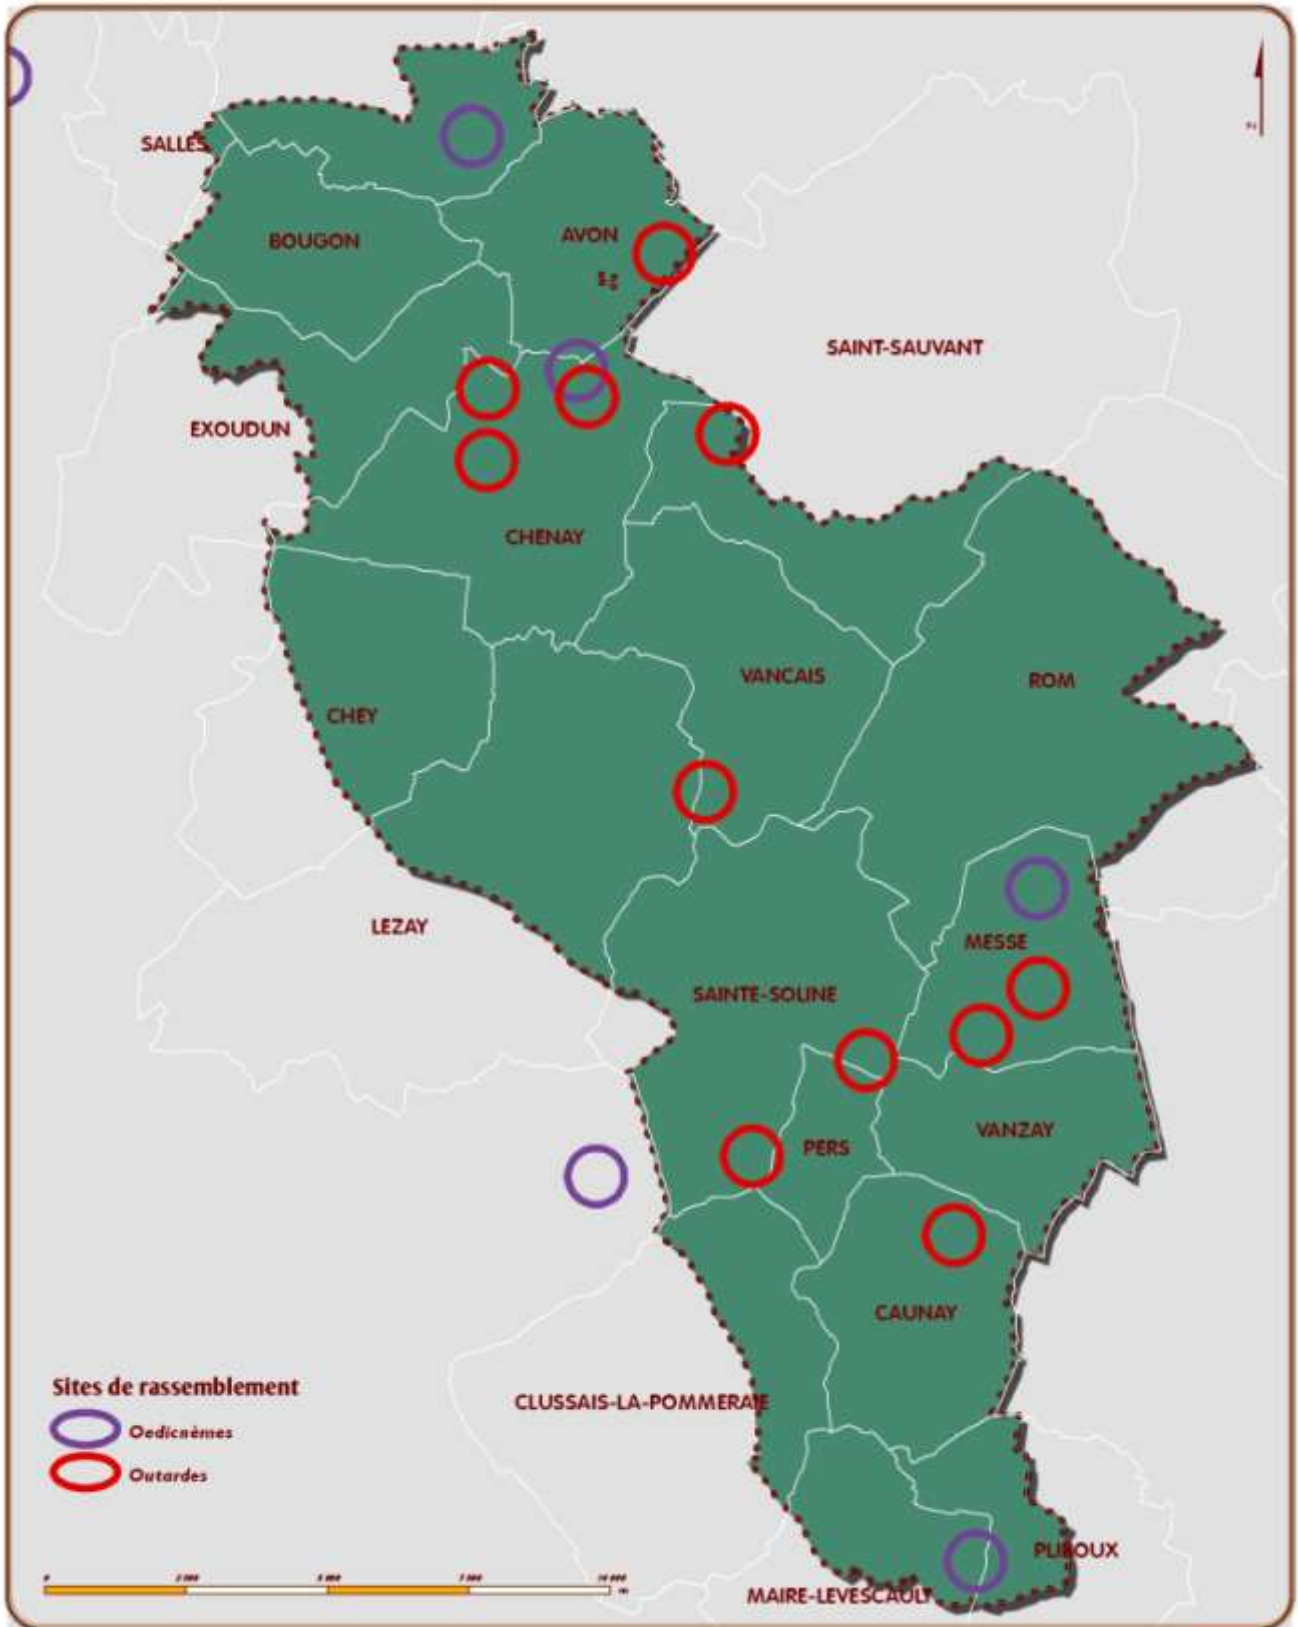 SALLES
BOUGON
AVON
SAINT-SAUVANT
EXOUDUN
CHENAY
VANCAIS
ROM
CHEY
LEZAY
MESSE
SAINTE-SOLINE
VANZAY
PERS
CAUNAY
Sites de rassemblement
CLUSSAIS-LA-POMMERAIE
Oedicnèmes
Outardes
PLIBOUX
MAIRE-LEVESCAULT